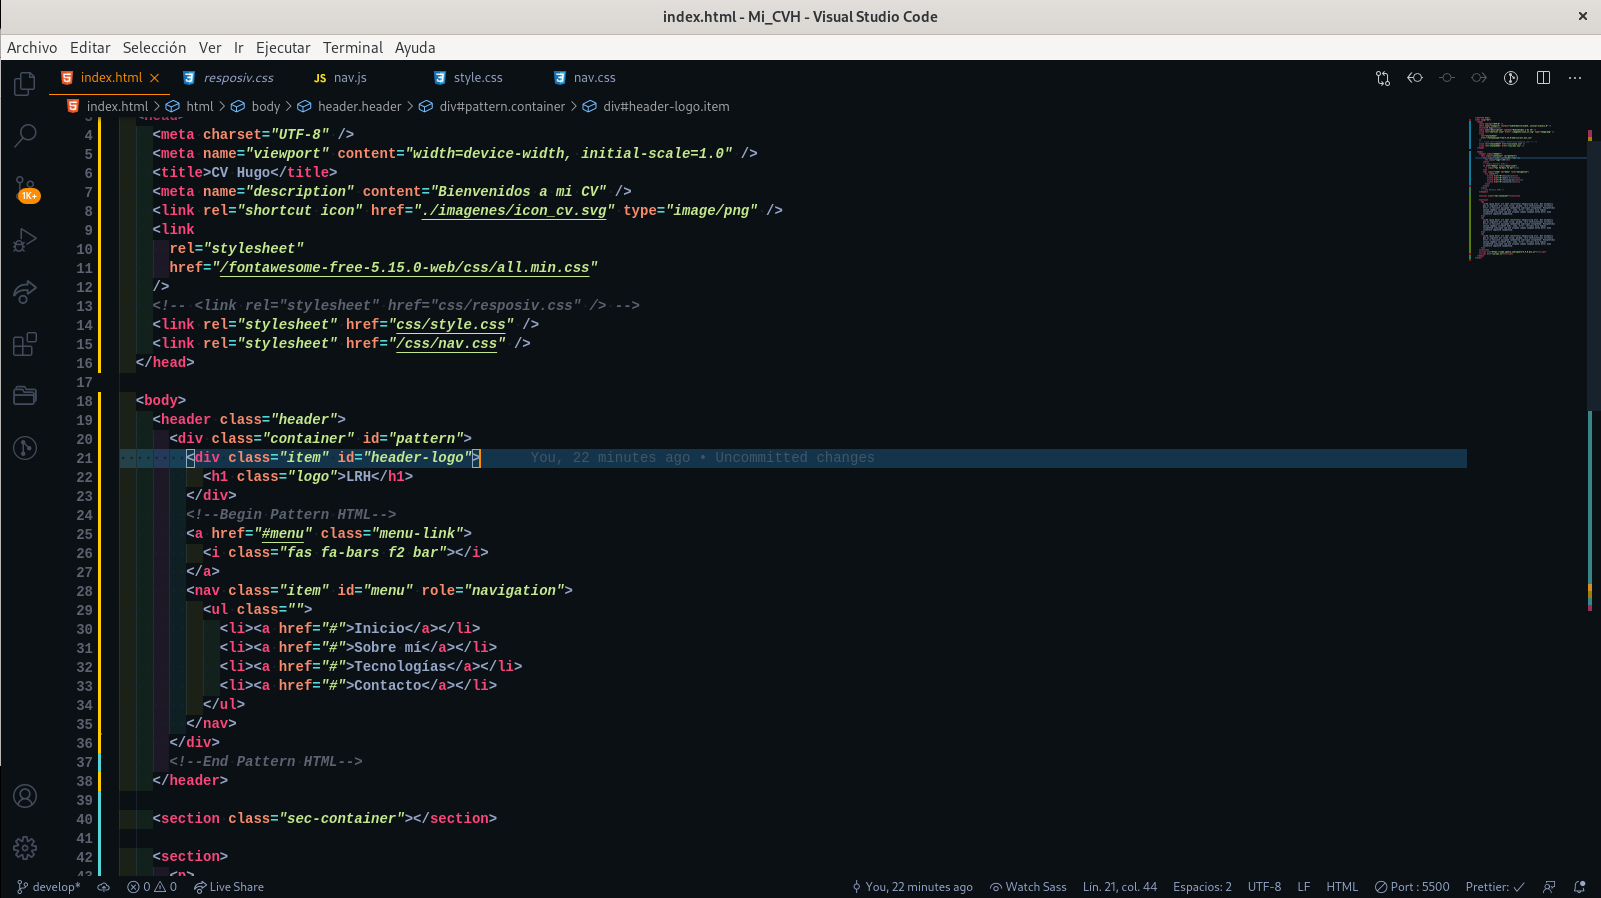 index.html - Mi_CVH - Visual Studio Code
Archivo Editar Selección Ver Ir Ejecutar Terminal Ayuda
index.html resposiv.css JS nav.js style.css nav.css
index.html > html > body > header.header > div#pattern.container > div#header-logo.item
3 <head>
4 <meta charset="UTF-8" />
5 <meta name="viewport" content="width=device-width, initial-scale=1.0" />
6 <title>CV Hugo</title>
7 <meta name="description" content="Bienvenidos a mi CV" />
8 <link rel="shortcut icon" href="./imagenes/icon_cv.svg" type="image/png" />
9 <link
10 rel="stylesheet"
11 href="/fontawesome-free-5.15.0-web/css/all.min.css"
12 />
13 <!-- <link rel="stylesheet" href="css/resposiv.css" /> -->
14 <link rel="stylesheet" href="css/style.css" />
15 <link rel="stylesheet" href="/css/nav.css" />
16 </head>
17
18 <body>
19 <header class="header">
20 <div class="container" id="pattern">
21 <div class="item" id="header-logo"> You, 22 minutes ago • Uncommitted changes
22 <h1 class="logo">LRH</h1>
23 </div>
24 <!--Begin Pattern HTML-->
25 <a href="#menu" class="menu-link">
26 <i class="fas fa-bars f2 bar"></i>
27 </a>
28 <nav class="item" id="menu" role="navigation">
29 <ul class="">
30 <li><a href="#">Inicio</a></li>
31 <li><a href="#">Sobre mí</a></li>
32 <li><a href="#">Tecnologías</a></li>
33 <li><a href="#">Contacto</a></li>
34 </ul>
35 </nav>
36 </div>
37 <!--End Pattern HTML-->
38 </header>
39
40 <section class="sec-container"></section>
41
42 <section>
43 <p>
1K+
develop* 0 0 Live Share You, 22 minutes ago Watch Sass Lín. 21, col. 44 Espacios: 2 UTF-8 LF HTML Port : 5500 Prettier: ✓